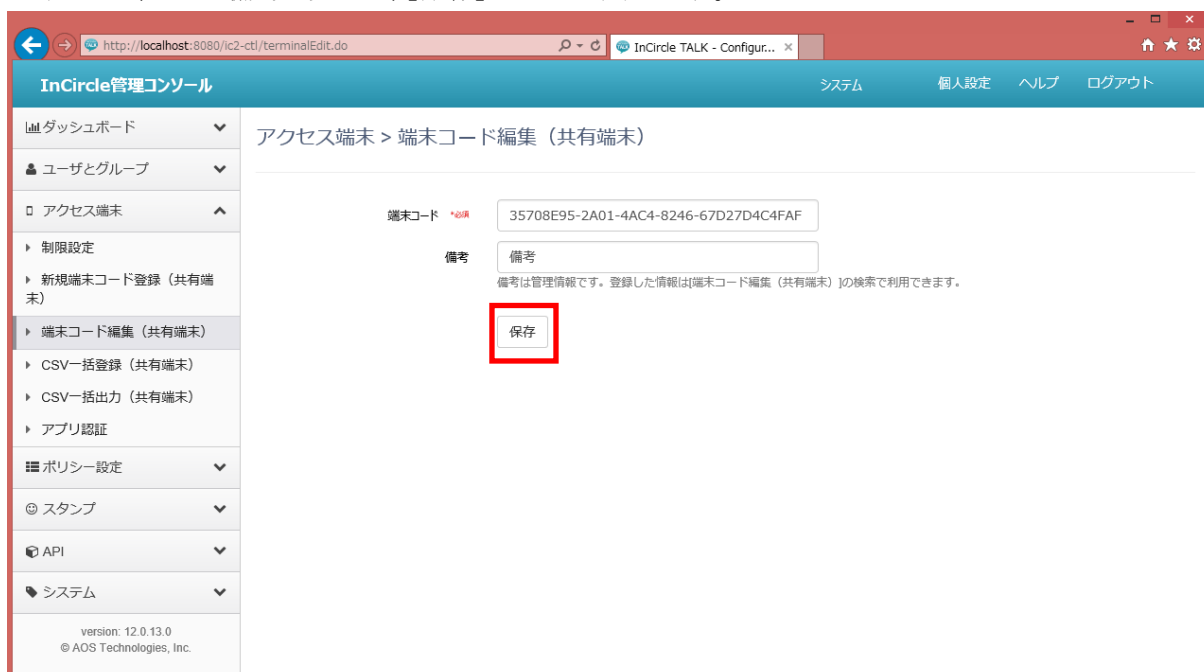 http://localhost:8080/ic2-ctl/terminalEdit.do
InCircle TALK - Configur...
InCircle管理コンソール
システム
個人設定
ヘルプ
ログアウト
ダッシュボード
ユーザとグループ
アクセス端末
制限設定
新規端末コード登録（共有端
末）
端末コード編集（共有端末）
CSV一括登録（共有端末）
CSV一括出力（共有端末）
アプリ認証
ポリシー設定
スタンプ
API
システム
version: 12.0.13.0
© AOS Technologies, Inc.
アクセス端末 > 端末コード編集（共有端末）
端末コード *必須
35708E95-2A01-4AC4-8246-67D27D4C4FAF
備考
備考
備考は管理情報です。登録した情報は[端末コード編集（共有端末）]の検索で利用できます。
保存